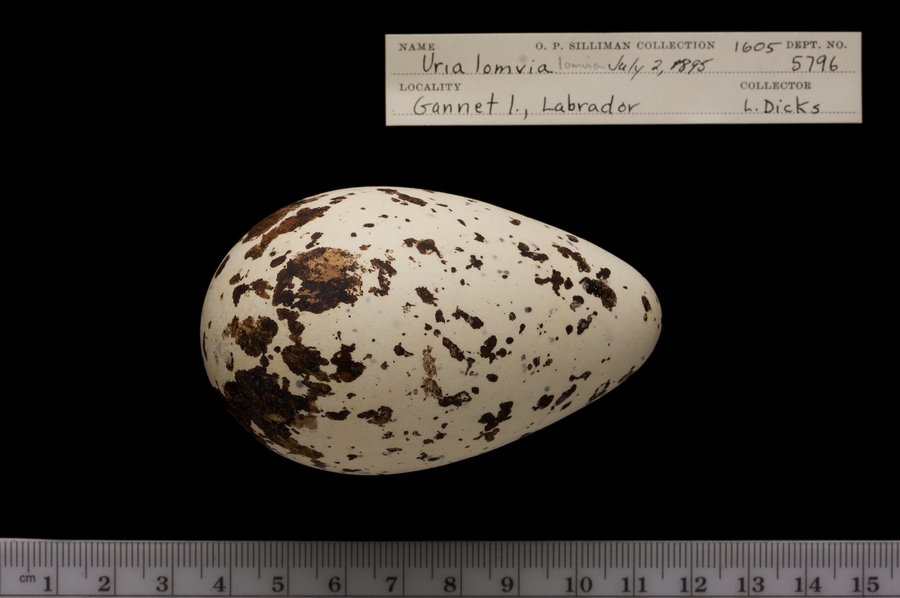 NAME O. P. SILLIMAN COLLECTION 1605 DEPT. NO.
Uria lomvia lomvia July 2, 1895 5796
LOCALITY COLLECTOR
Gannet I., Labrador L. Dicks
cm 1 2 3 4 5 6 7 8 9 10 11 12 13 14 15